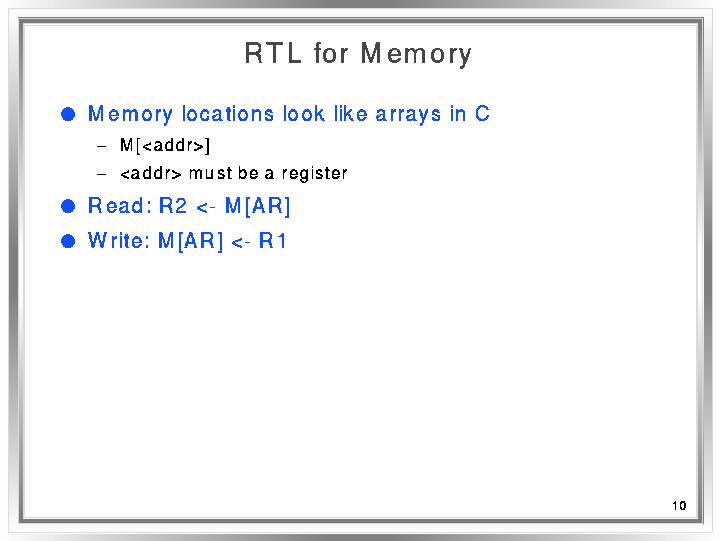 RTL for Memory
● Memory locations look like arrays in C
– M[<addr>]
– <addr> must be a register
● Read: R2 <- M[AR]
● Write: M[AR] <- R1
10